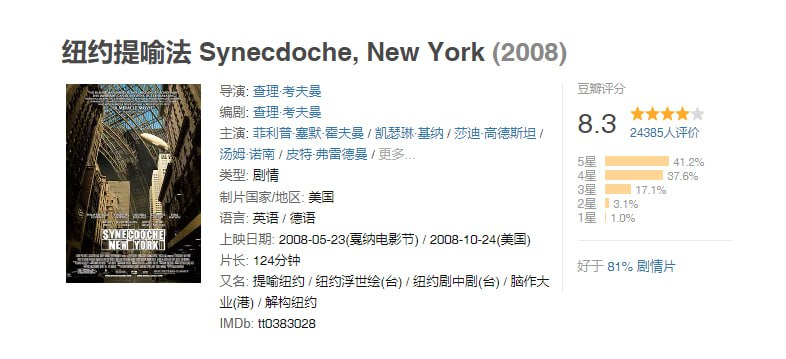 纽约提喻法 Synecdoche, New York (2008)
SYNECDOCHE
NEW YORK
导演: 查理·考夫曼
编剧: 查理·考夫曼
主演: 菲利普·塞默·霍夫曼 / 凯瑟琳·基纳 / 莎迪·高德斯坦 /
汤姆·诺南 / 皮特·弗雷德曼 / 更多...
类型: 剧情
制片国家/地区: 美国
语言: 英语 / 德语
上映日期: 2008-05-23(戛纳电影节) / 2008-10-24(美国)
片长: 124分钟
又名: 提喻纽约 / 纽约浮世绘(台) / 纽约剧中剧(台) / 脑作大
业(港) / 解构纽约
IMDb: tt0383028
豆瓣评分
8.3
24385人评价
5星 41.2%
4星 37.6%
3星 17.1%
2星 3.1%
1星 1.0%
好于 81% 剧情片